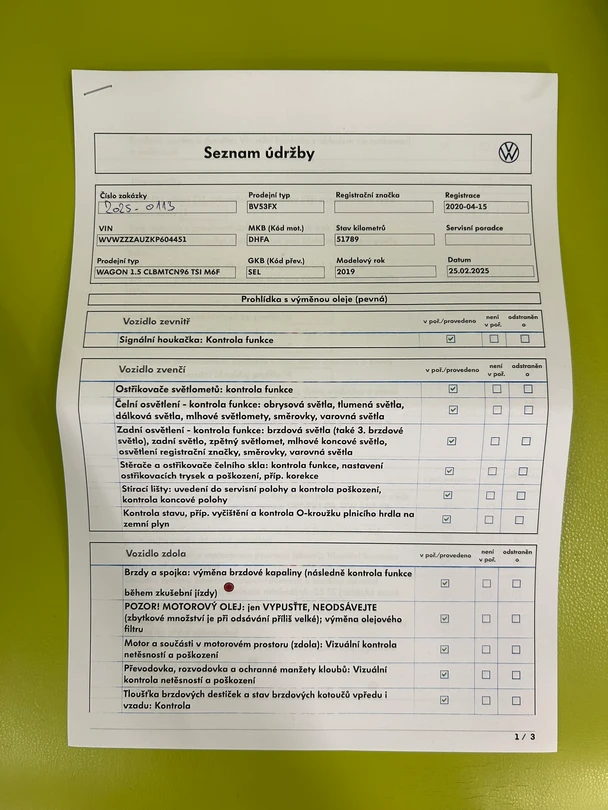 Seznam údržby
Číslo zakázky Prodejní typ Registrační značka Registrace
2025 - 0113 BV53FX 2020-04-15
VIN MKB (Kód mot.) Stav kilometrů Servisní poradce
WVWZZZAUZKP604451 DHFA 51789
Prodejní typ GKB (Kód přev.) Modelový rok Datum
WAGON 1.5 CLBMTCN96 TSI M6F SEL 2019 25.02.2025
Prohlídka s výměnou oleje (pevná)
Vozidlo zevnitř v poř./provedeno není v poř. odstraněn o
Signální houkačka: Kontrola funkce
Vozidlo zvenčí v poř./provedeno není v poř. odstraněn o
Ostřikovače světlometů: kontrola funkce
Čelní osvětlení - kontrola funkce: obrysová světla, tlumená světla,
dálková světla, mlhové světlomety, směrovky, varovná světla
Zadní osvětlení - kontrola funkce: brzdová světla (také 3. brzdové
světlo), zadní světlo, zpětný světlomet, mlhové koncové světlo,
osvětlení registrační značky, směrovky, varovná světla
Stěrače a ostřikovače čelního skla: kontrola funkce, nastavení
ostřikovacích trysek a poškození, příp. korekce
Stírací lišty: uvedení do servisní polohy a kontrola poškození,
kontrola koncové polohy
Kontrola stavu, příp. vyčištění a kontrola O-kroužku plnicího hrdla na
zemní plyn
Vozidlo zdola v poř./provedeno není v poř. odstraněn o
Brzdy a spojka: výměna brzdové kapaliny (následně kontrola funkce
během zkušební jízdy)
POZOR! MOTOROVÝ OLEJ: jen VYPUSŤTE, NEODSÁVEJTE
(zbytkové množství je při odsávání příliš velké); výměna olejového
filtru
Motor a součásti v motorovém prostoru (zdola): Vizuální kontrola
netěsností a poškození
Převodovka, rozvodovka a ochranné manžety kloubů: Vizuální
kontrola netěsností a poškození
Tloušťka brzdových destiček a stav brzdových kotoučů vpředu i
vzadu: Kontrola
1 / 3